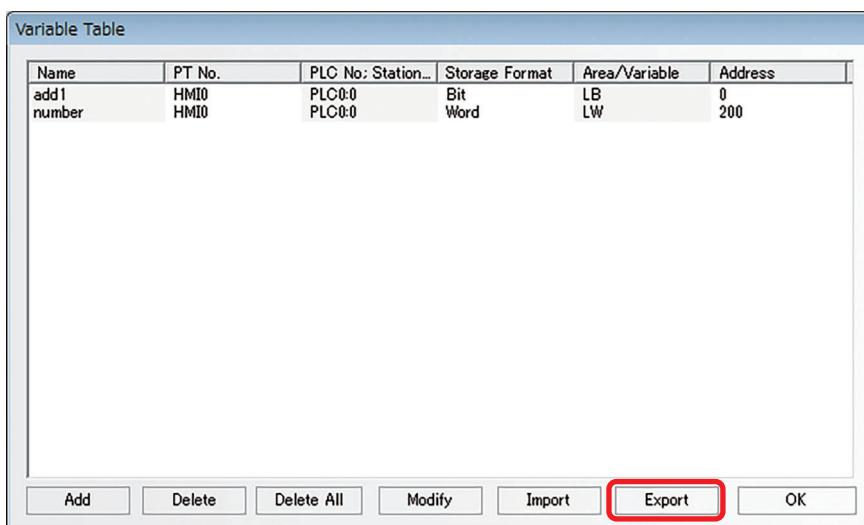 Variable Table
Name PT No. PLC No; Station... Storage Format Area/Variable Address
add1 HMI0 PLC0:0 Bit LB 0
number HMI0 PLC0:0 Word LW 200
Add Delete Delete All Modify Import Export OK